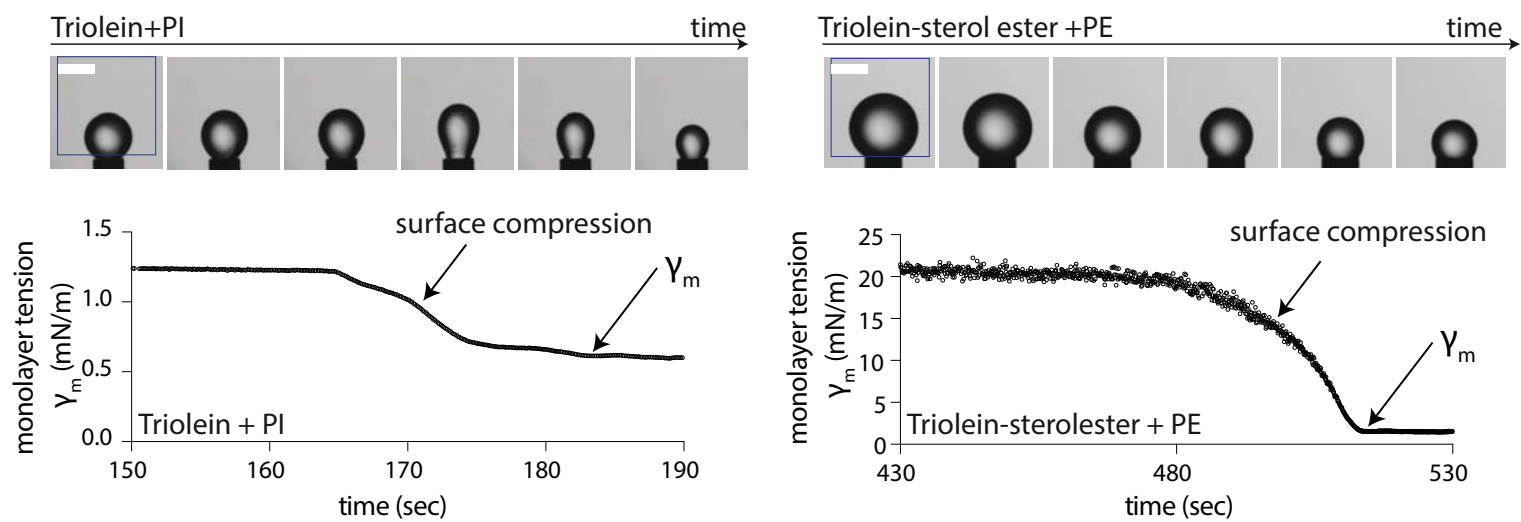 Triolein+PI
time
Triolein-sterol ester +PE
time
1.5
1.0
0.5
0.0
monolayer tension
γm (mN/m)
surface compression
γm
Triolein + PI
150
160
170
180
190
time (sec)
25
20
15
10
5
0
monolayer tension
γm (mN/m)
surface compression
γm
Triolein-sterolester + PE
430
480
530
time (sec)